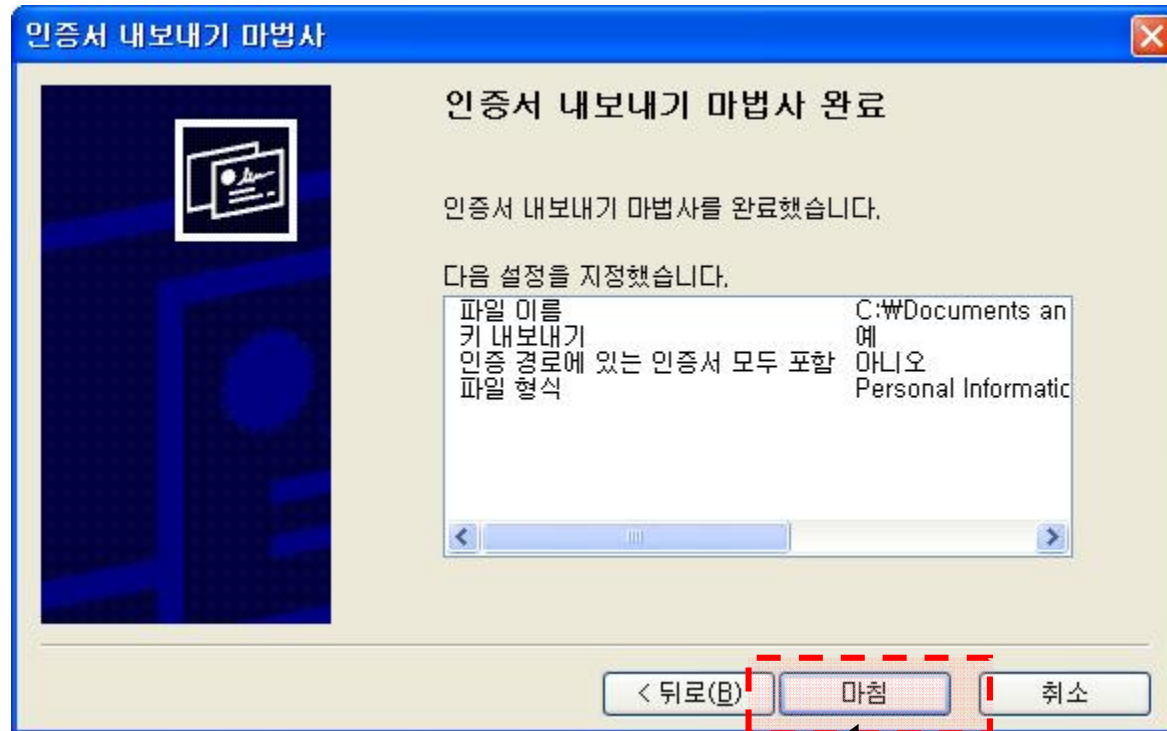 인증서 내보내기 마법사
인증서 내보내기 마법사 완료
인증서 내보내기 마법사를 완료했습니다.
다음 설정을 지정했습니다.
파일 이름 C:₩Documents an
키 내보내기 예
인증 경로에 있는 인증서 모두 포함 아니오
파일 형식 Personal Informatic
< 뒤로(B) 마침 취소